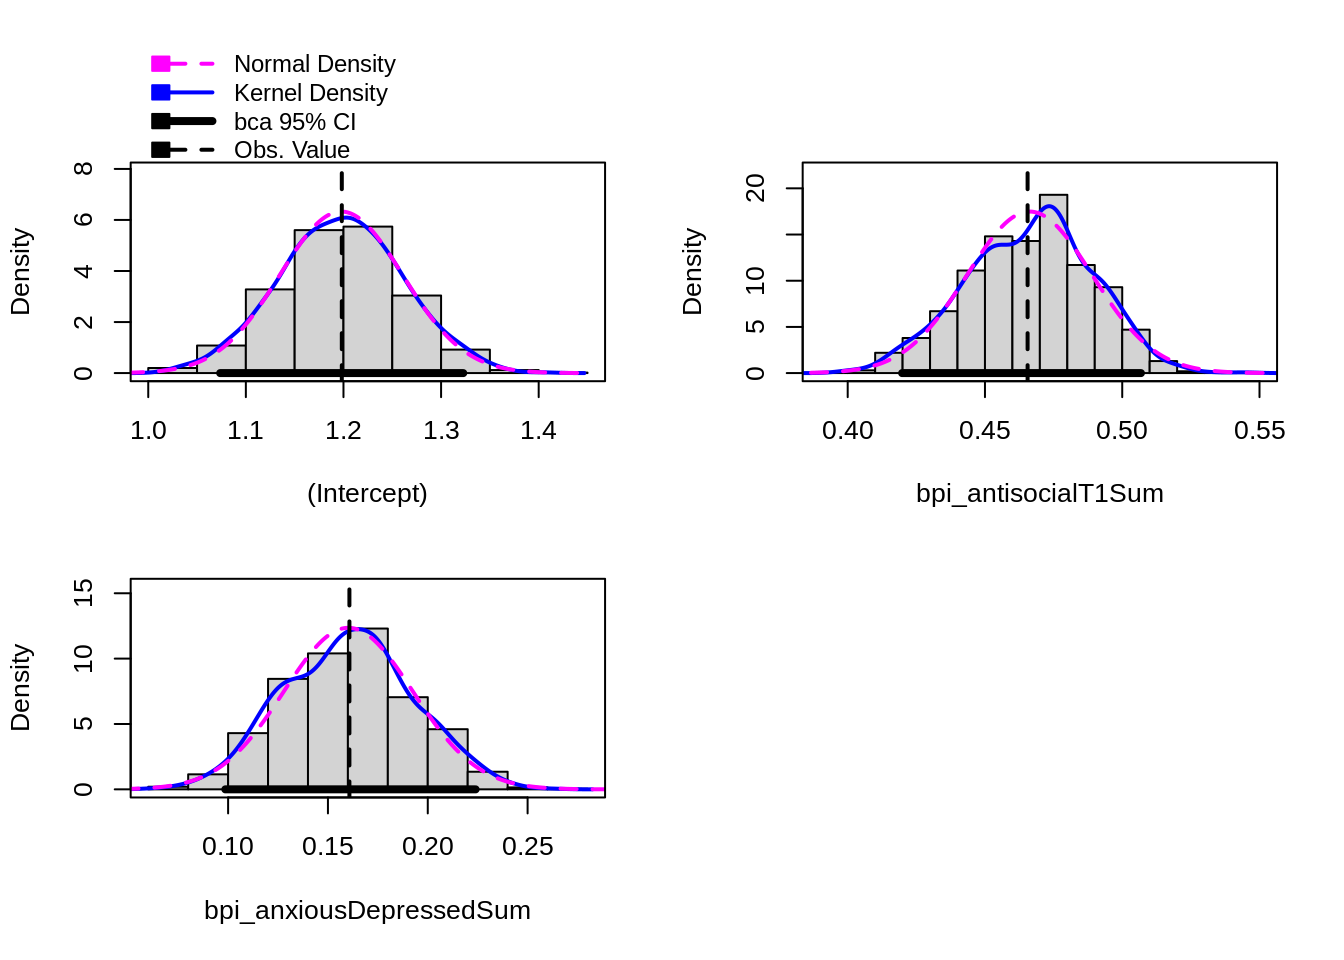 Normal Density
Kernel Density
bca 95% CI
Obs. Value
Density
8
6
4
2
0
1.0 1.1 1.2 1.3 1.4
(Intercept)
Density
20
10
5
0
0.40 0.45 0.50 0.55
bpi_antisocialT1Sum
Density
15
10
5
0
0.10 0.15 0.20 0.25
bpi_anxiousDepressedSum